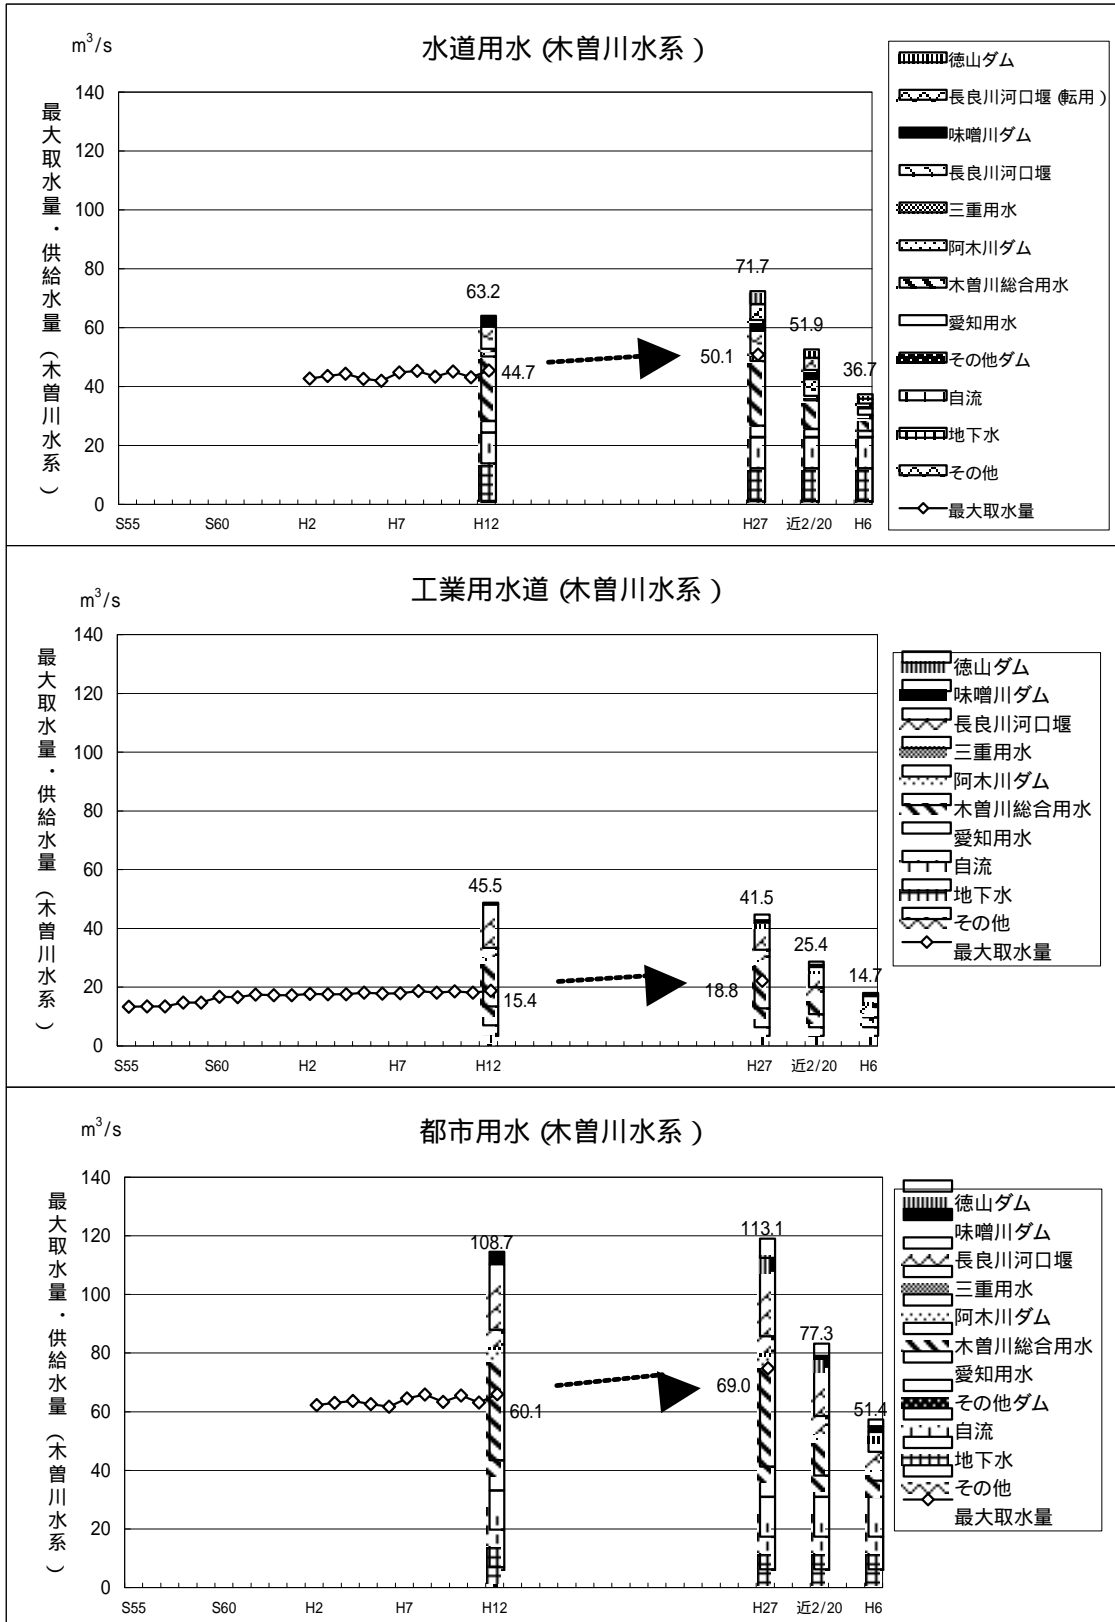 m³/s
水道用水 (木曽川水系 )
最大取水量・供給水量 (木曽川水系 )
140
120
100
80
60
40
20
0
63.2
44.7
71.7
50.1
51.9
36.7
S55
S60
H2
H7
H12
H27
近2/20
H6
徳山ダム
長良川河口堰 (転用 )
味噌川ダム
長良川河口堰
三重用水
阿木川ダム
木曽川総合用水
愛知用水
その他ダム
自流
地下水
その他
最大取水量
m³/s
工業用水道 (木曽川水系 )
最大取水量・供給水量 (木曽川水系 )
140
120
100
80
60
40
20
0
45.5
15.4
41.5
18.8
25.4
14.7
S55
S60
H2
H7
H12
H27
近2/20
H6
徳山ダム
味噌川ダム
長良川河口堰
三重用水
阿木川ダム
木曽川総合用水
愛知用水
自流
地下水
その他
最大取水量
m³/s
都市用水 (木曽川水系 )
最大取水量・供給水量 (木曽川水系 )
140
120
100
80
60
40
20
0
108.7
60.1
113.1
69.0
77.3
51.4
S55
S60
H2
H7
H12
H27
近2/20
H6
徳山ダム
味噌川ダム
長良川河口堰
三重用水
阿木川ダム
木曽川総合用水
愛知用水
その他ダム
自流
地下水
その他
最大取水量